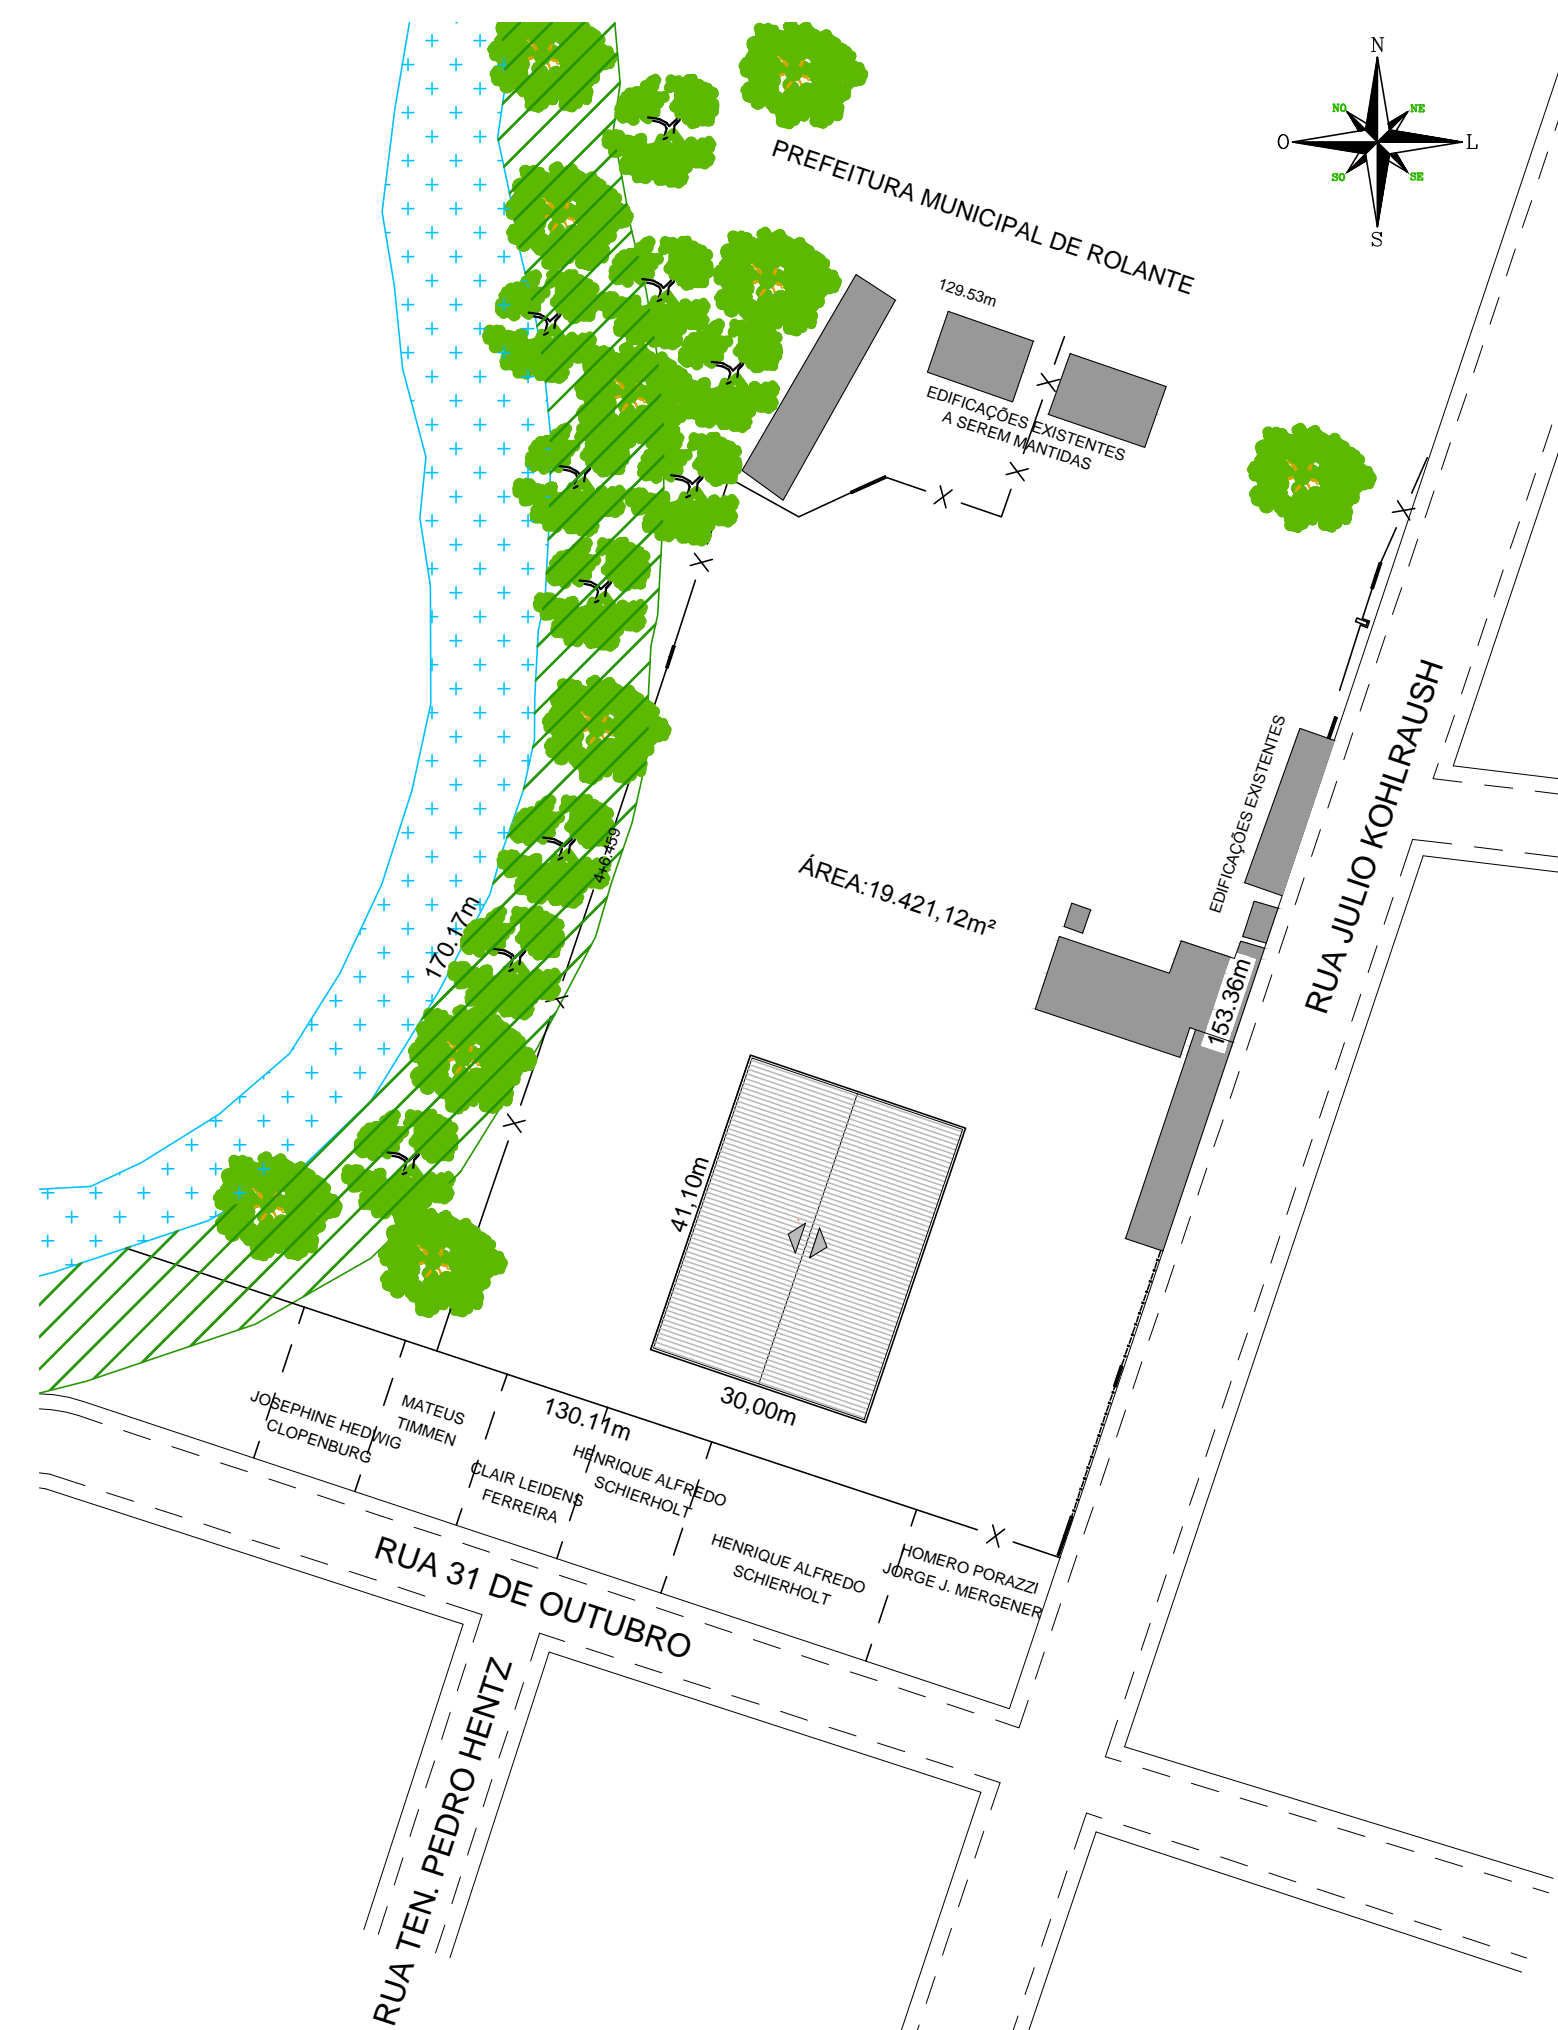 N
NO
NE
O
L
SO
SE
S
PREFEITURA MUNICIPAL DE ROLANTE
129.53m
EDIFICAÇÕES EXISTENTES
A SEREM MANTIDAS
EDIFICAÇÕES EXISTENTES
RUA JULIO KOHLRAUSH
ÁREA:19.421,12m²
170.17m
153.36m
41,10m
30,00m
130.11m
JOSEPHINE HEDWIG
CLOPENBURG
MATEUS
TIMMEN
CLAIR LEIDENS
FERREIRA
HENRIQUE ALFREDO
SCHIERHOLT
HENRIQUE ALFREDO
SCHIERHOLT
HOMERO PORAZZI
JORGE J. MERGENER
RUA 31 DE OUTUBRO
RUA TEN. PEDRO HENTZ